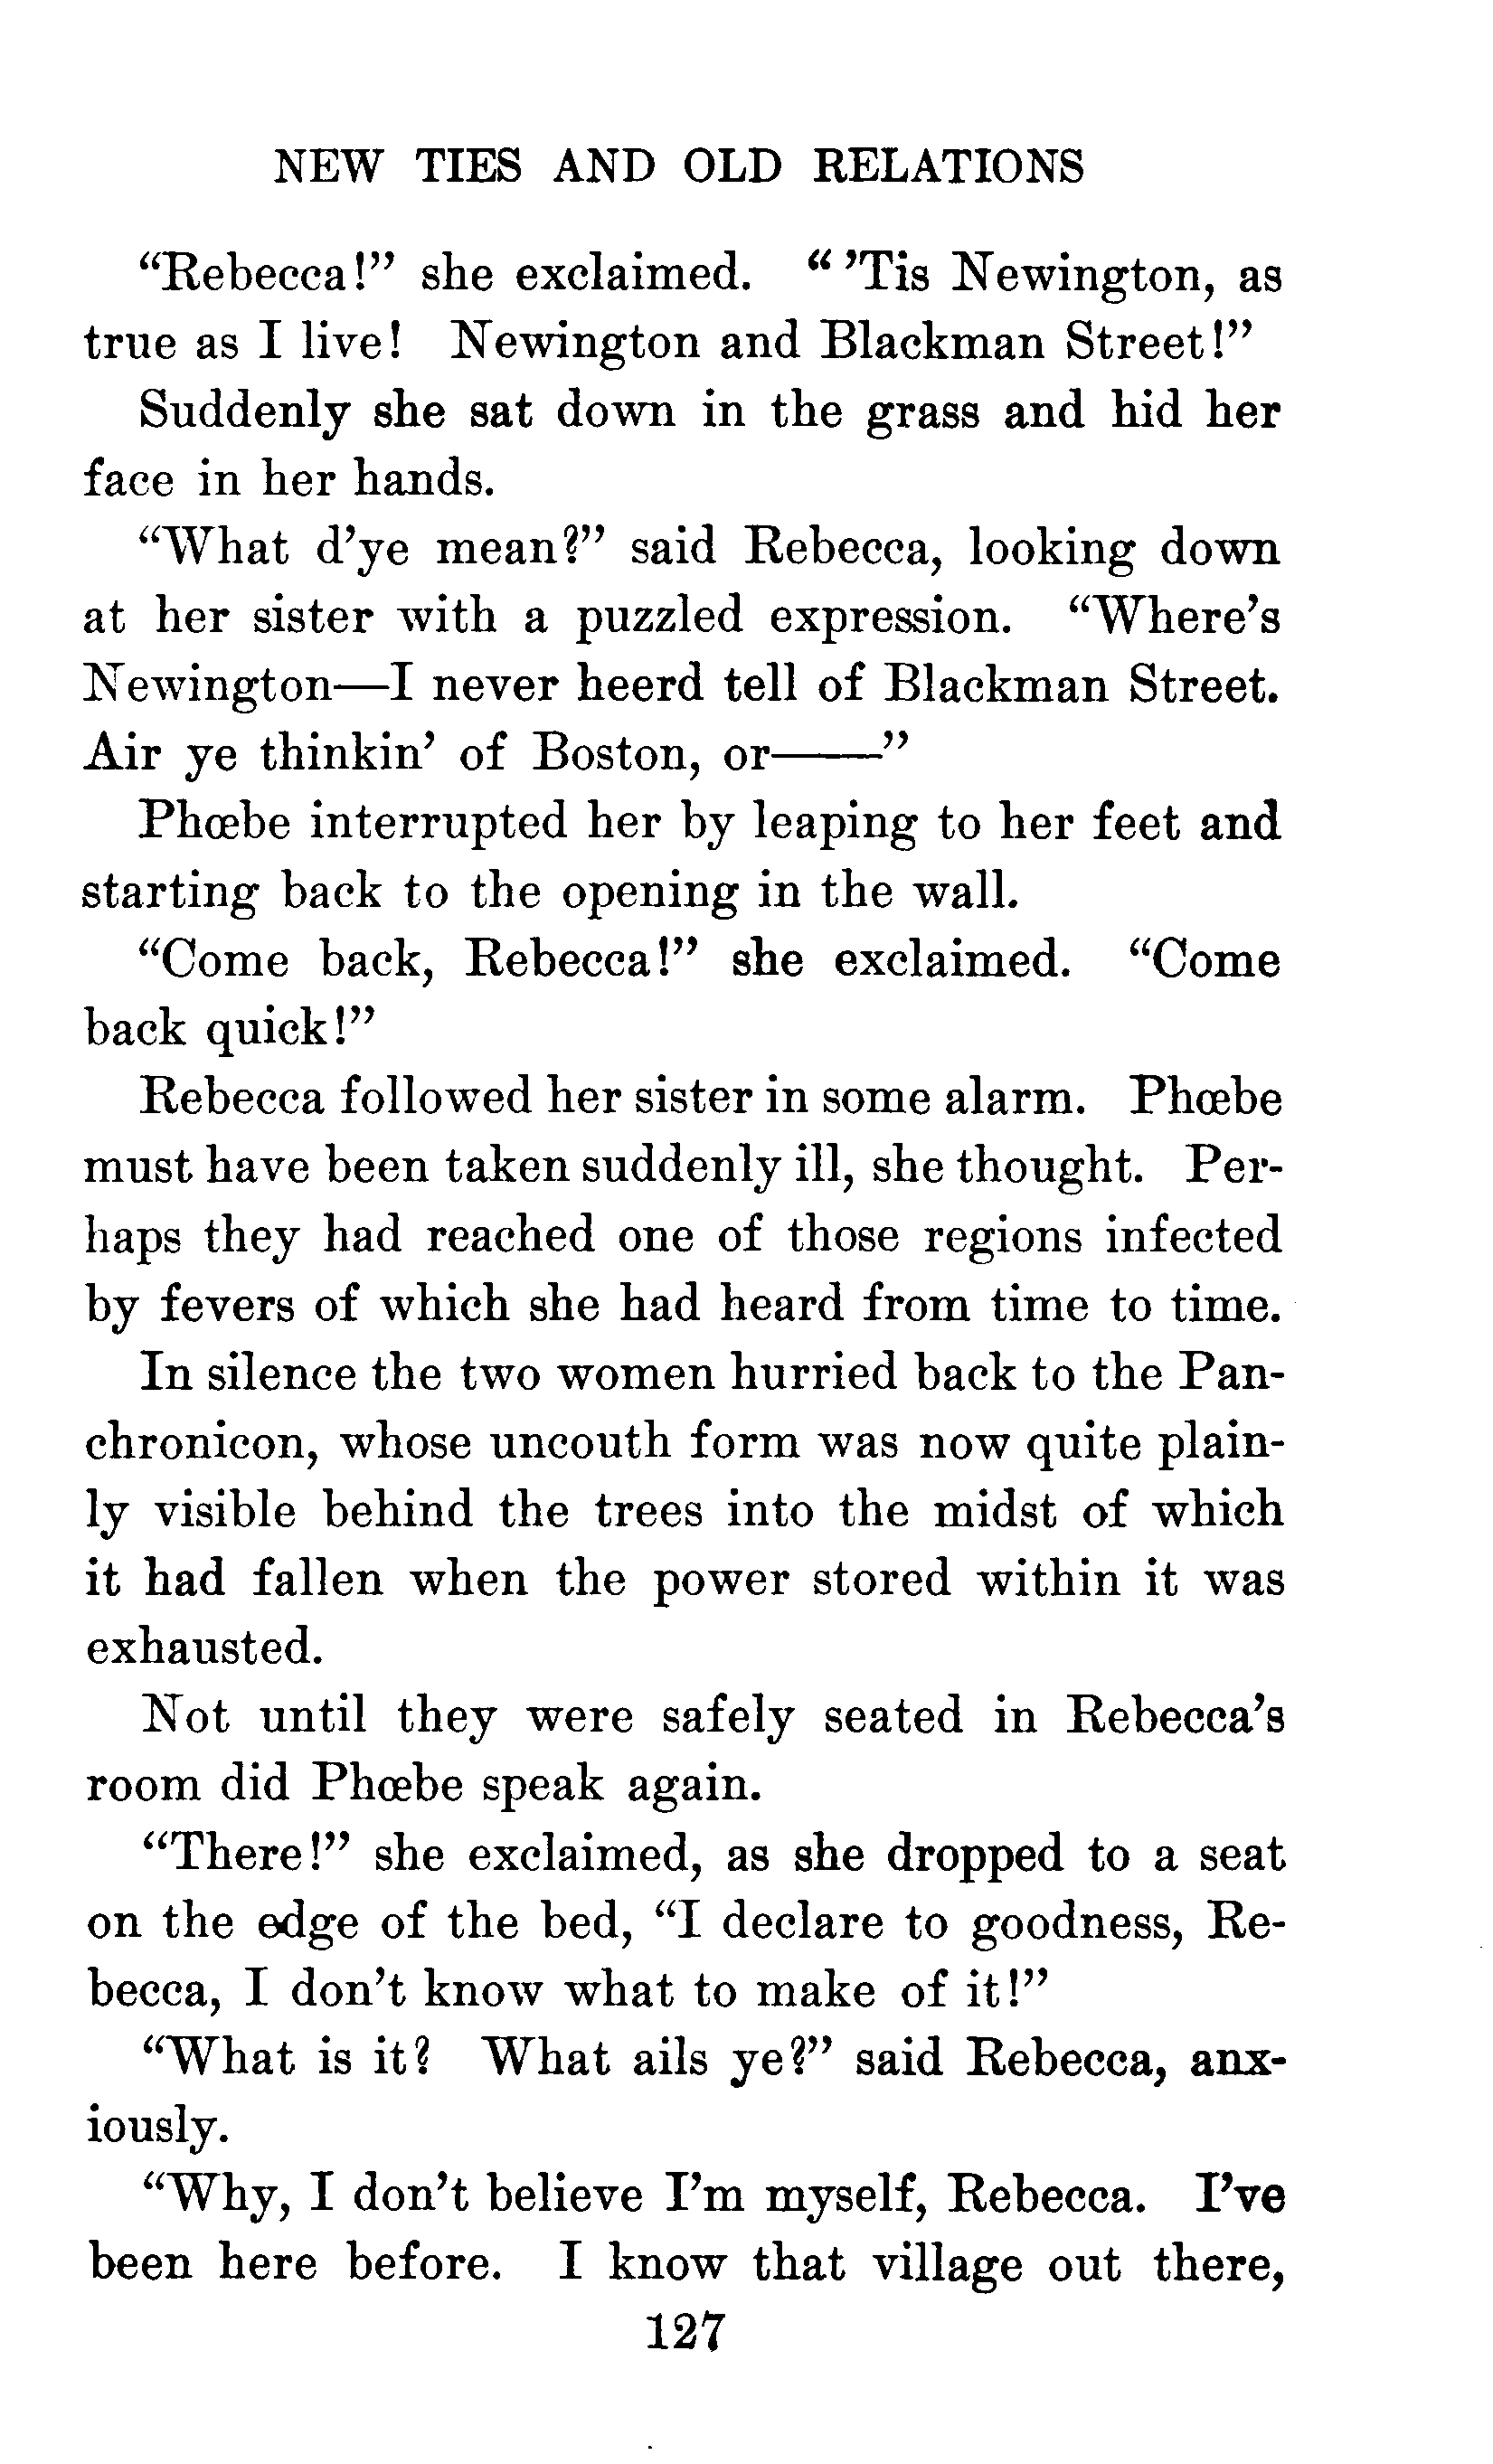 NEW TIES AND OLD RELATIONS
“Rebecca!” she exclaimed. “ ’Tis Newington, as
true as I live! Newington and Blackman Street!”
Suddenly she sat down in the grass and hid her
face in her hands.
“What d’ye mean?” said Rebecca, looking down
at her sister with a puzzled expression. “Where’s
Newington—I never heerd tell of Blackman Street.
Air ye thinkin’ of Boston, or——”
Phœbe interrupted her by leaping to her feet and
starting back to the opening in the wall.
“Come back, Rebecca!” she exclaimed. “Come
back quick!”
Rebecca followed her sister in some alarm. Phœbe
must have been taken suddenly ill, she thought. Per-
haps they had reached one of those regions infected
by fevers of which she had heard from time to time.
In silence the two women hurried back to the Pan-
chronicon, whose uncouth form was now quite plain-
ly visible behind the trees into the midst of which
it had fallen when the power stored within it was
exhausted.
Not until they were safely seated in Rebecca’s
room did Phœbe speak again.
“There!” she exclaimed, as she dropped to a seat
on the edge of the bed, “I declare to goodness, Re-
becca, I don’t know what to make of it!”
“What is it? What ails ye?” said Rebecca, anx-
iously.
“Why, I don’t believe I’m myself, Rebecca. I’ve
been here before. I know that village out there,
127